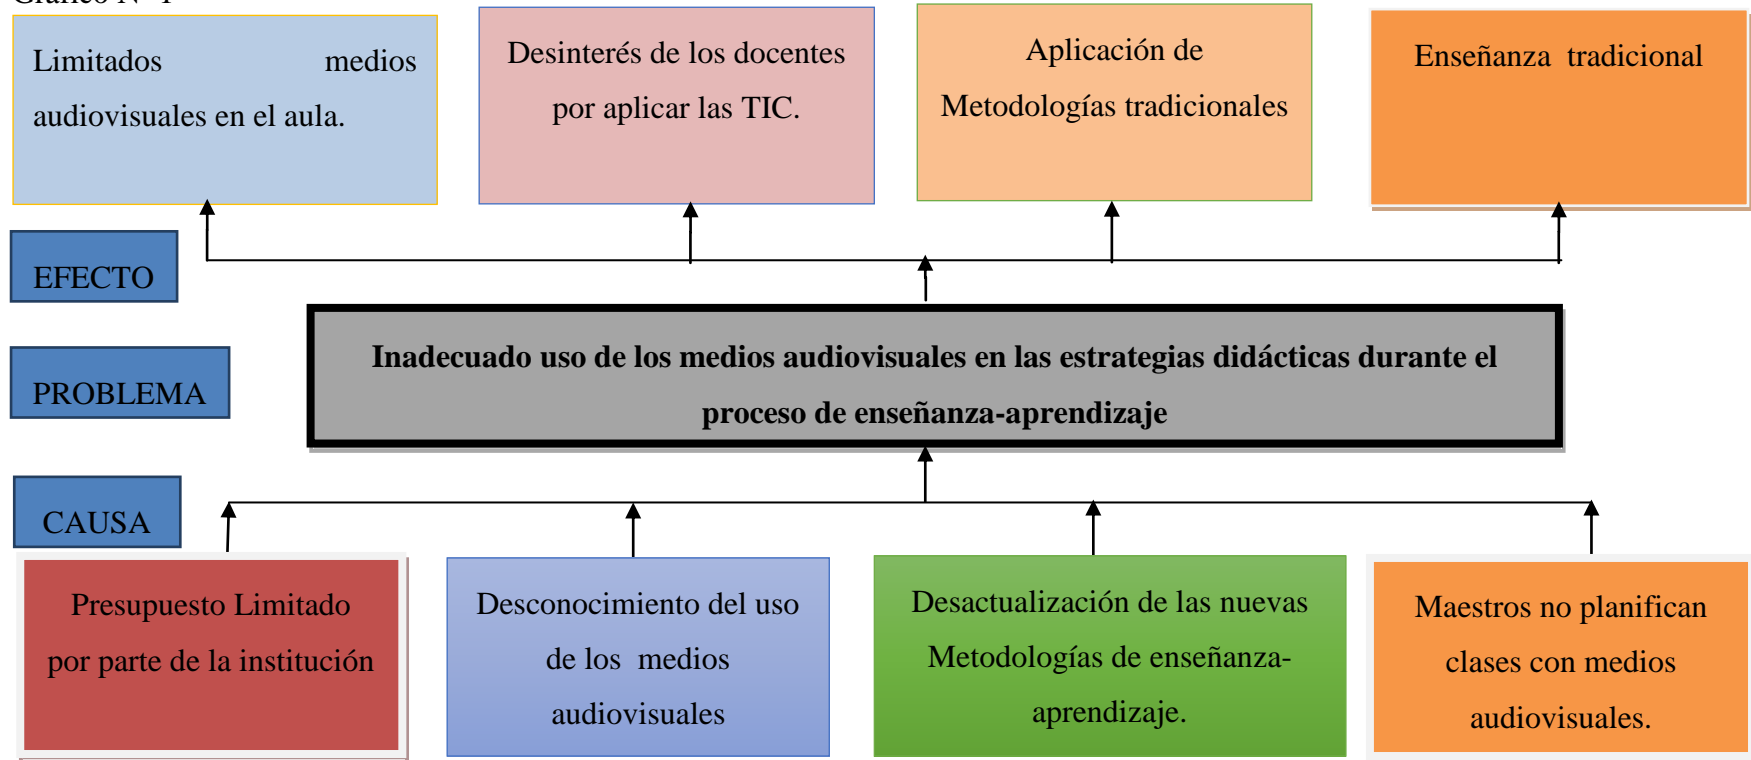 Gráfico N° 1
Limitados medios
audiovisuales en el aula.
Desinterés de los docentes
por aplicar las TIC.
Aplicación de
Metodologías tradicionales
Enseñanza tradicional
EFECTO
Inadecuado uso de los medios audiovisuales en las estrategias didácticas durante el
proceso de enseñanza-aprendizaje
PROBLEMA
CAUSA
Presupuesto Limitado
por parte de la institución
Desconocimiento del uso
de los medios
audiovisuales
Desactualización de las nuevas
Metodologías de enseñanza-
aprendizaje.
Maestros no planifican
clases con medios
audiovisuales.